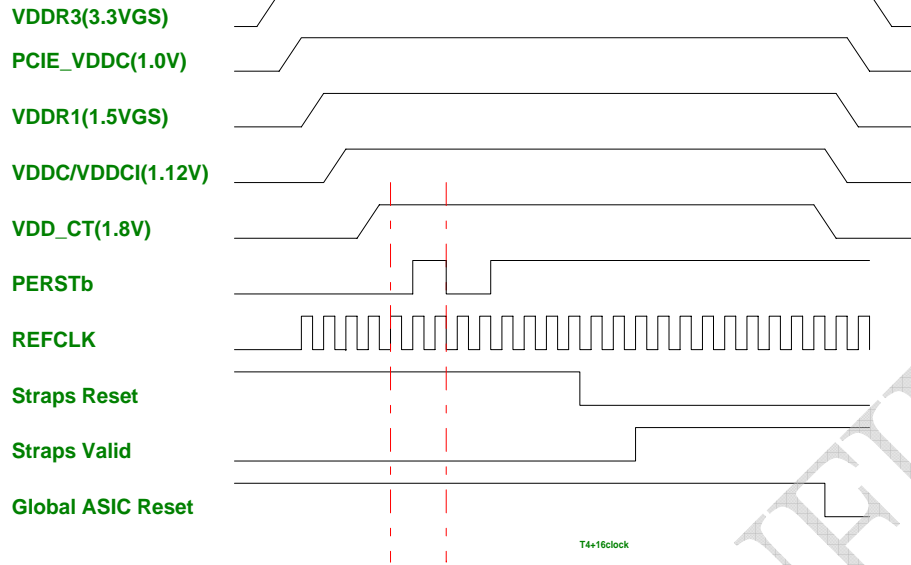 VDDR3(3.3VGS)
PCIE_VDDC(1.0V)
VDDR1(1.5VGS)
VDDC/VDDCI(1.12V)
VDD_CT(1.8V)
PERSTb
REFCLK
Straps Reset
Straps Valid
Global ASIC Reset
T4+16clock